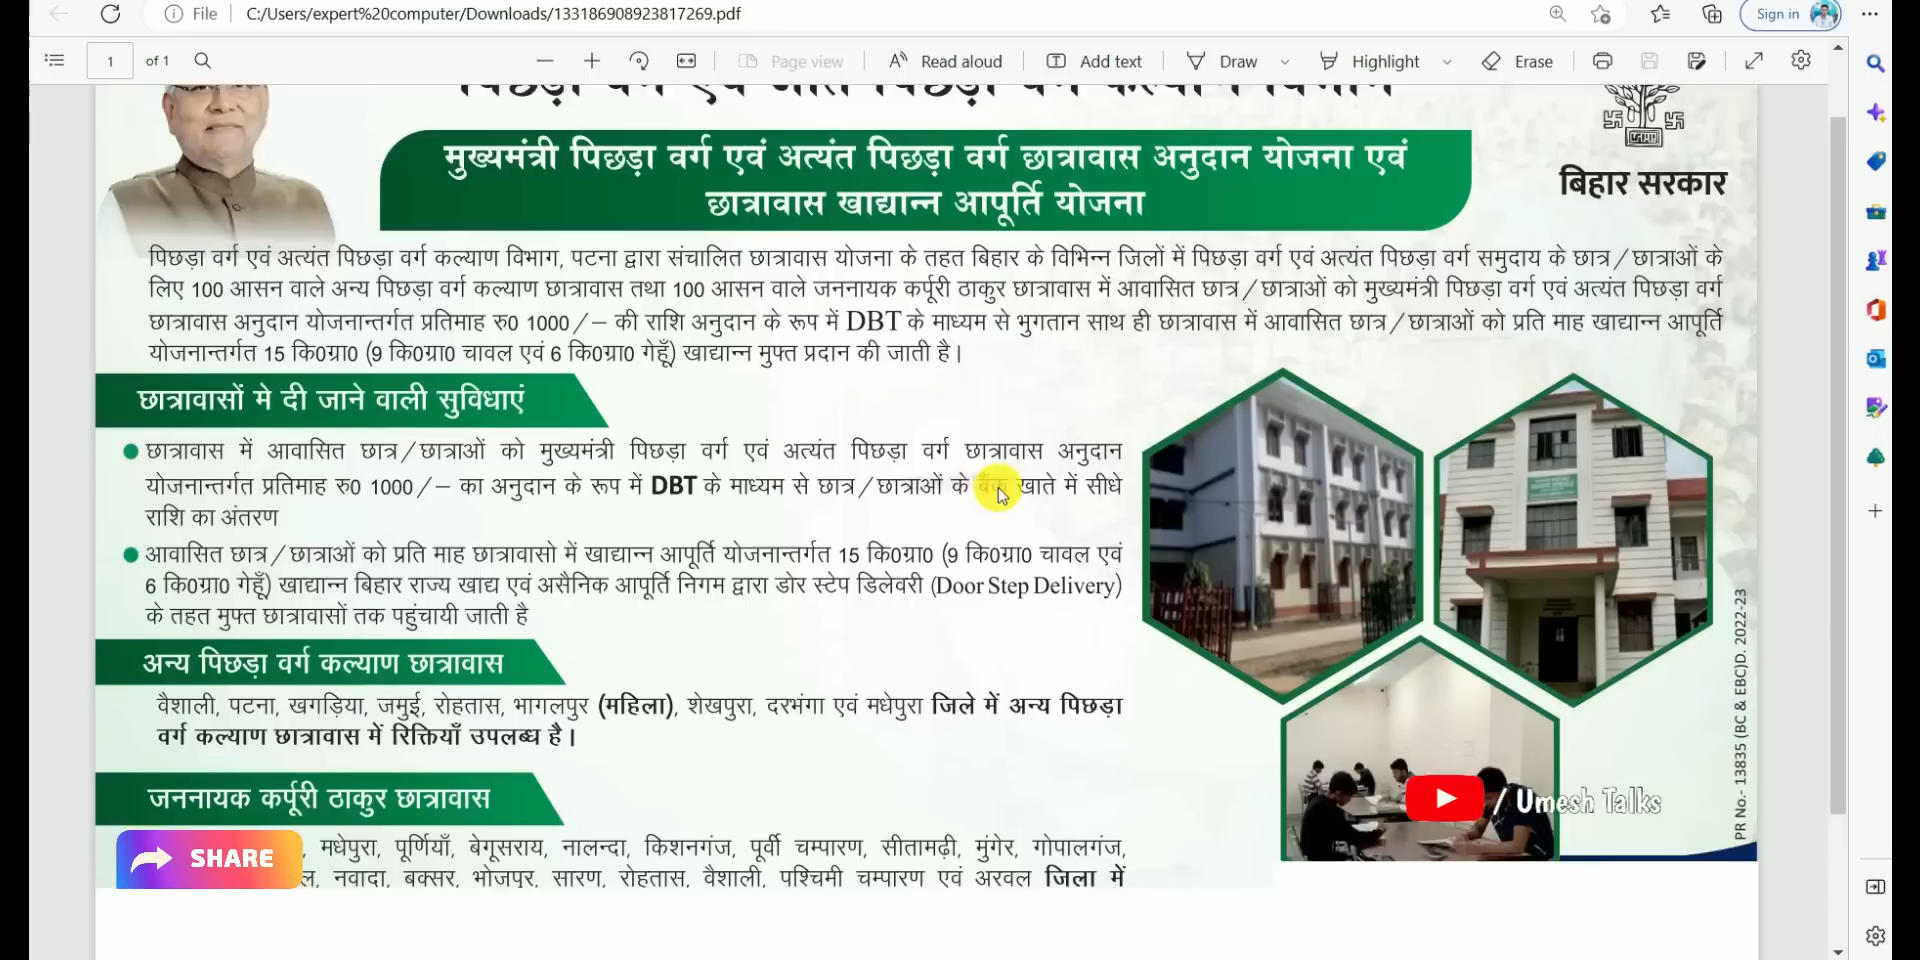 File
C:/Users/expert%20computer/Downloads/133186908923817269.pdf
Sign in
1 of 1
Page view
Read aloud
Add text
Draw
Highlight
Erase
पिछड़ा वर्ग एवं अति पिछड़ा वर्ग कल्याण विभाग
मुख्यमंत्री पिछड़ा वर्ग एवं अत्यंत पिछड़ा वर्ग छात्रावास अनुदान योजना एवं
छात्रावास खाद्यान्न आपूर्ति योजना
बिहार सरकार
पिछड़ा वर्ग एवं अत्यंत पिछड़ा वर्ग कल्याण विभाग, पटना द्वारा संचालित छात्रावास योजना के तहत बिहार के विभिन्न जिलों में पिछड़ा वर्ग एवं अत्यंत पिछड़ा वर्ग समुदाय के छात्र/छात्राओं के
लिए 100 आसन वाले अन्य पिछड़ा वर्ग कल्याण छात्रावास तथा 100 आसन वाले जननायक कर्पूरी ठाकुर छात्रावास में आवासित छात्र/छात्राओं को मुख्यमंत्री पिछड़ा वर्ग एवं अत्यंत पिछड़ा वर्ग
छात्रावास अनुदान योजनान्तर्गत प्रतिमाह रु0 1000/– की राशि अनुदान के रूप में DBT के माध्यम से भुगतान साथ ही छात्रावास में आवासित छात्र/छात्राओं को प्रति माह खाद्यान्न आपूर्ति
योजनान्तर्गत 15 कि0ग्रा0 (9 कि0ग्रा0 चावल एवं 6 कि0ग्रा0 गेहूँ) खाद्यान्न मुफ्त प्रदान की जाती है।
छात्रावासों मे दी जाने वाली सुविधाएं
छात्रावास में आवासित छात्र/छात्राओं को मुख्यमंत्री पिछड़ा वर्ग एवं अत्यंत पिछड़ा वर्ग छात्रावास अनुदान
योजनान्तर्गत प्रतिमाह रु0 1000/– का अनुदान के रूप में DBT के माध्यम से छात्र/छात्राओं के बैंक खाते में सीधे
राशि का अंतरण
आवासित छात्र/छात्राओं को प्रति माह छात्रावासो में खाद्यान्न आपूर्ति योजनान्तर्गत 15 कि0ग्रा0 (9 कि0ग्रा0 चावल एवं
6 कि0ग्रा0 गेहूँ) खाद्यान्न बिहार राज्य खाद्य एवं असैनिक आपूर्ति निगम द्वारा डोर स्टेप डिलेवरी (Door Step Delivery)
के तहत मुफ्त छात्रावासों तक पहुंचायी जाती है
अन्य पिछड़ा वर्ग कल्याण छात्रावास
वैशाली, पटना, खगड़िया, जमुई, रोहतास, भागलपुर (महिला), शेखपुरा, दरभंगा एवं मधेपुरा जिले में अन्य पिछड़ा
वर्ग कल्याण छात्रावास में रिक्तियाँ उपलब्ध है।
जननायक कर्पूरी ठाकुर छात्रावास
, मधेपुरा, पूर्णियाँ, बेगूसराय, नालन्दा, किशनगंज, पूर्वी चम्पारण, सीतामढ़ी, मुंगेर, गोपालगंज,
ल, नवादा, बक्सर, भोजपुर, सारण, रोहतास, वैशाली, पश्चिमी चम्पारण एवं अरवल जिला में
SHARE
/ Umesh Talks
PR No.- 13835 (BC & EBC)D. 2022-23